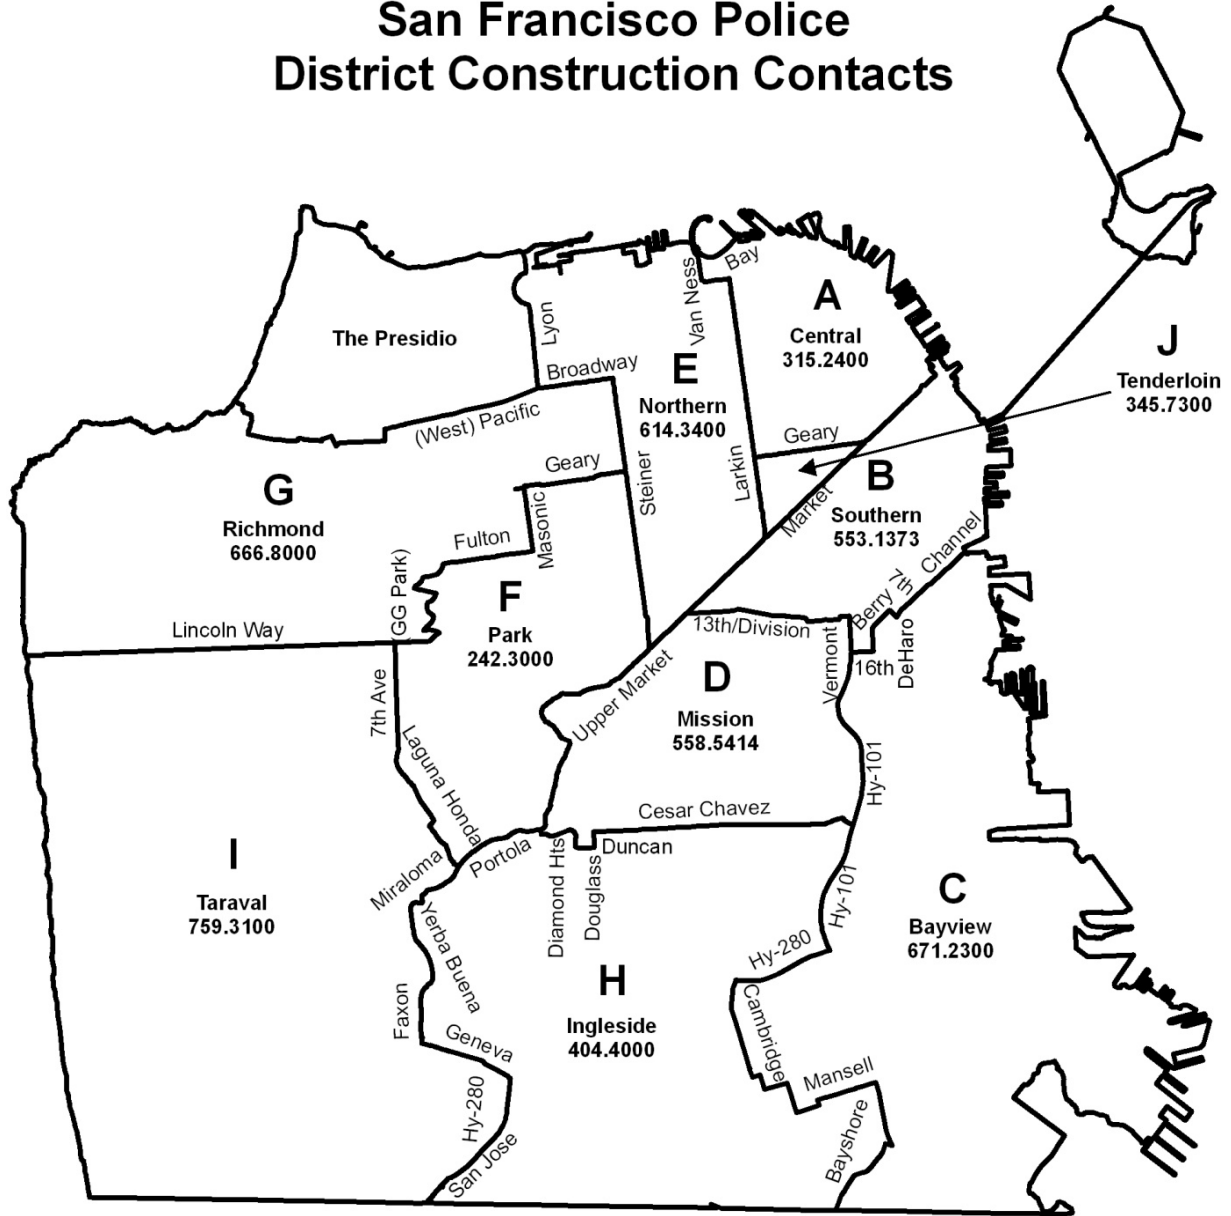 San Francisco Police
District Construction Contacts
The Presidio
Lyon
Broadway
(West) Pacific
Van Ness
Bay
A
Central
315.2400
E
Northern
614.3400
J
Tenderloin
345.7300
G
Richmond
666.8000
Geary
Steiner
Larkin
Geary
Market
B
Southern
553.1373
Fulton
Masonic
(GG Park)
Lincoln Way
F
Park
242.3000
Berry
7th
Channel
13th/Division
Vermont
16th
DeHaro
7th Ave
Laguna Honda
Upper Market
D
Mission
558.5414
Hy-101
Cesar Chavez
Miraloma
Portola
Diamond Hts
Douglass
Duncan
I
Taraval
759.3100
Hy-101
C
Bayview
671.2300
Yerba Buena
Faxon
Geneva
Hy-280
San Jose
H
Ingleside
404.4000
Hy-280
Cambridge
Mansell
Bayshore